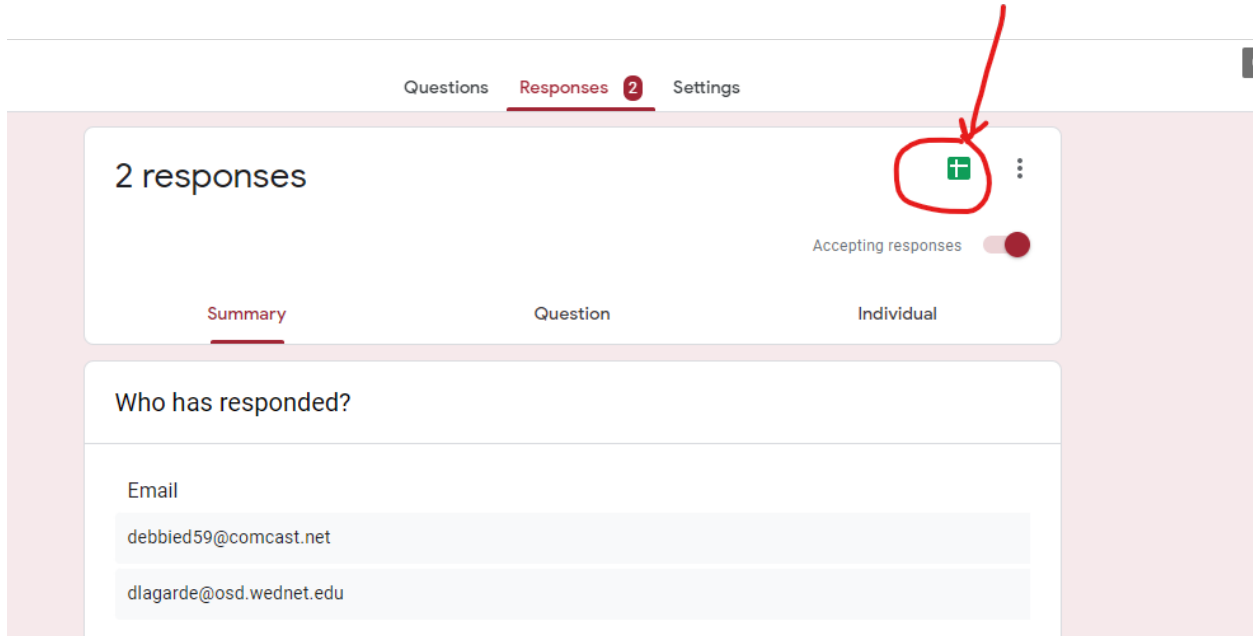 Questions Responses 2 Settings
2 responses
Accepting responses
Summary Question Individual
Who has responded?
Email
debbied59@comcast.net
dlagarde@osd.wednet.edu